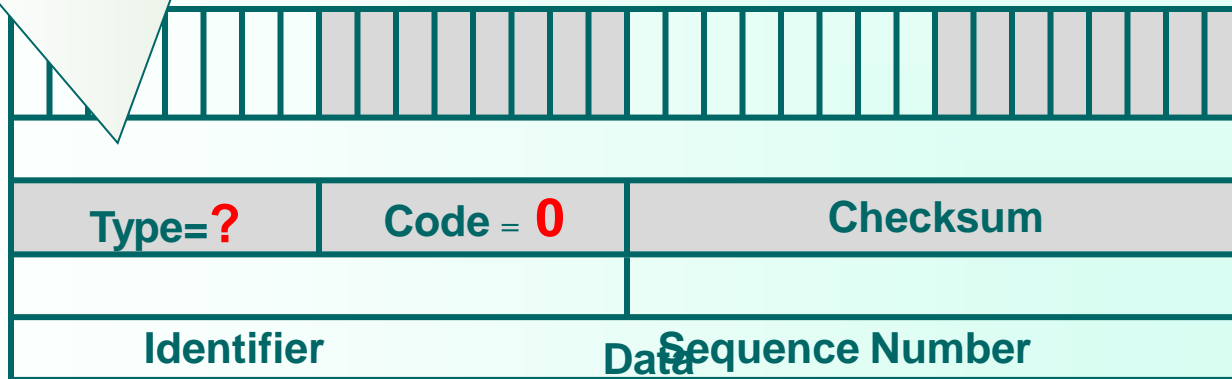 Type=? Code = 0 Checksum
Identifier Sequence Number
Data